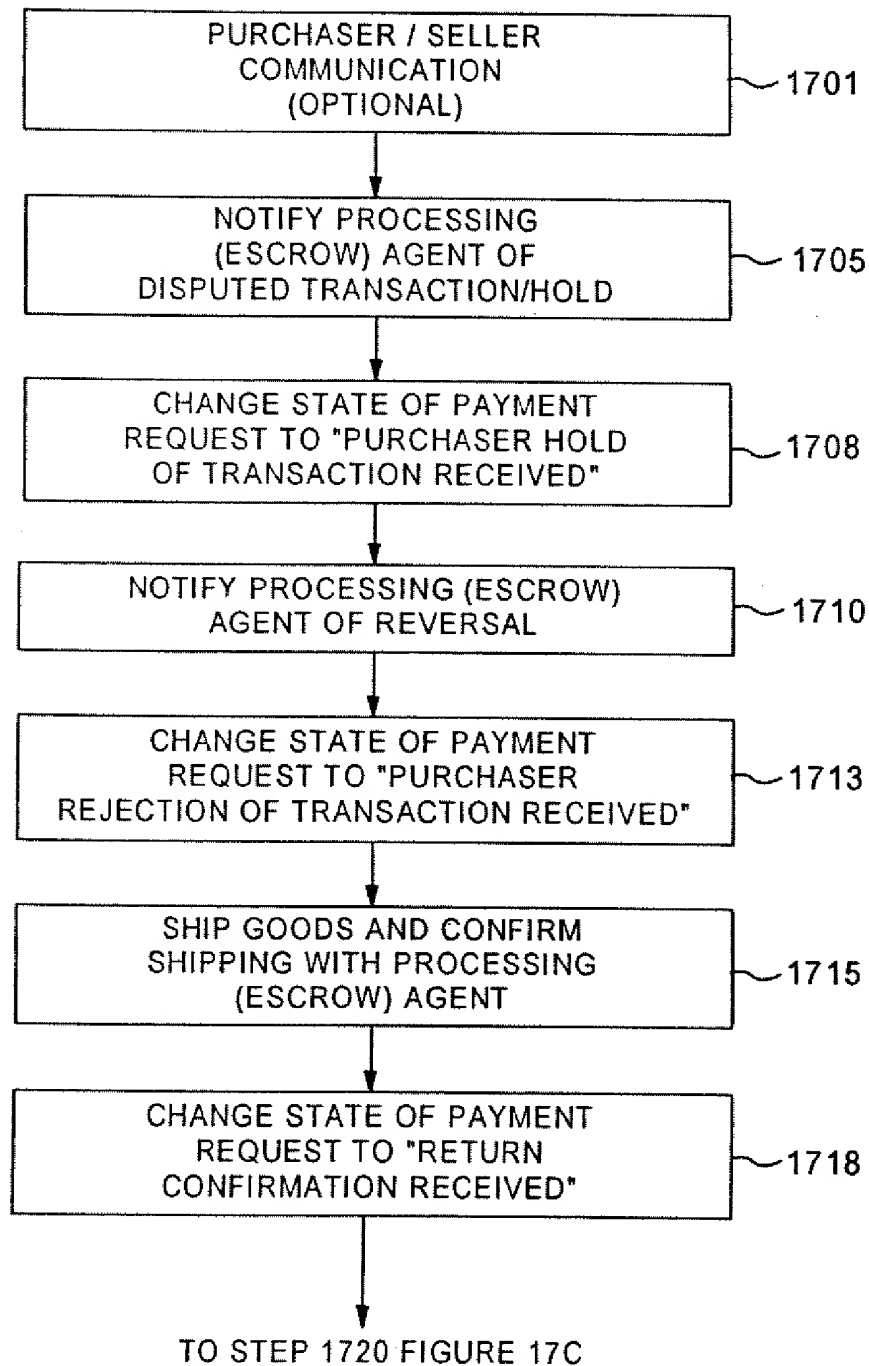 PURCHASER / SELLER
COMMUNICATION
(OPTIONAL)
1701
NOTIFY PROCESSING
(ESCROW) AGENT OF
DISPUTED TRANSACTION/HOLD
1705
CHANGE STATE OF PAYMENT
REQUEST TO "PURCHASER HOLD
OF TRANSACTION RECEIVED"
1708
NOTIFY PROCESSING (ESCROW)
AGENT OF REVERSAL
1710
CHANGE STATE OF PAYMENT
REQUEST TO "PURCHASER
REJECTION OF TRANSACTION RECEIVED"
1713
SHIP GOODS AND CONFIRM
SHIPPING WITH PROCESSING
(ESCROW) AGENT
1715
CHANGE STATE OF PAYMENT
REQUEST TO "RETURN
CONFIRMATION RECEIVED"
1718
TO STEP 1720 FIGURE 17C